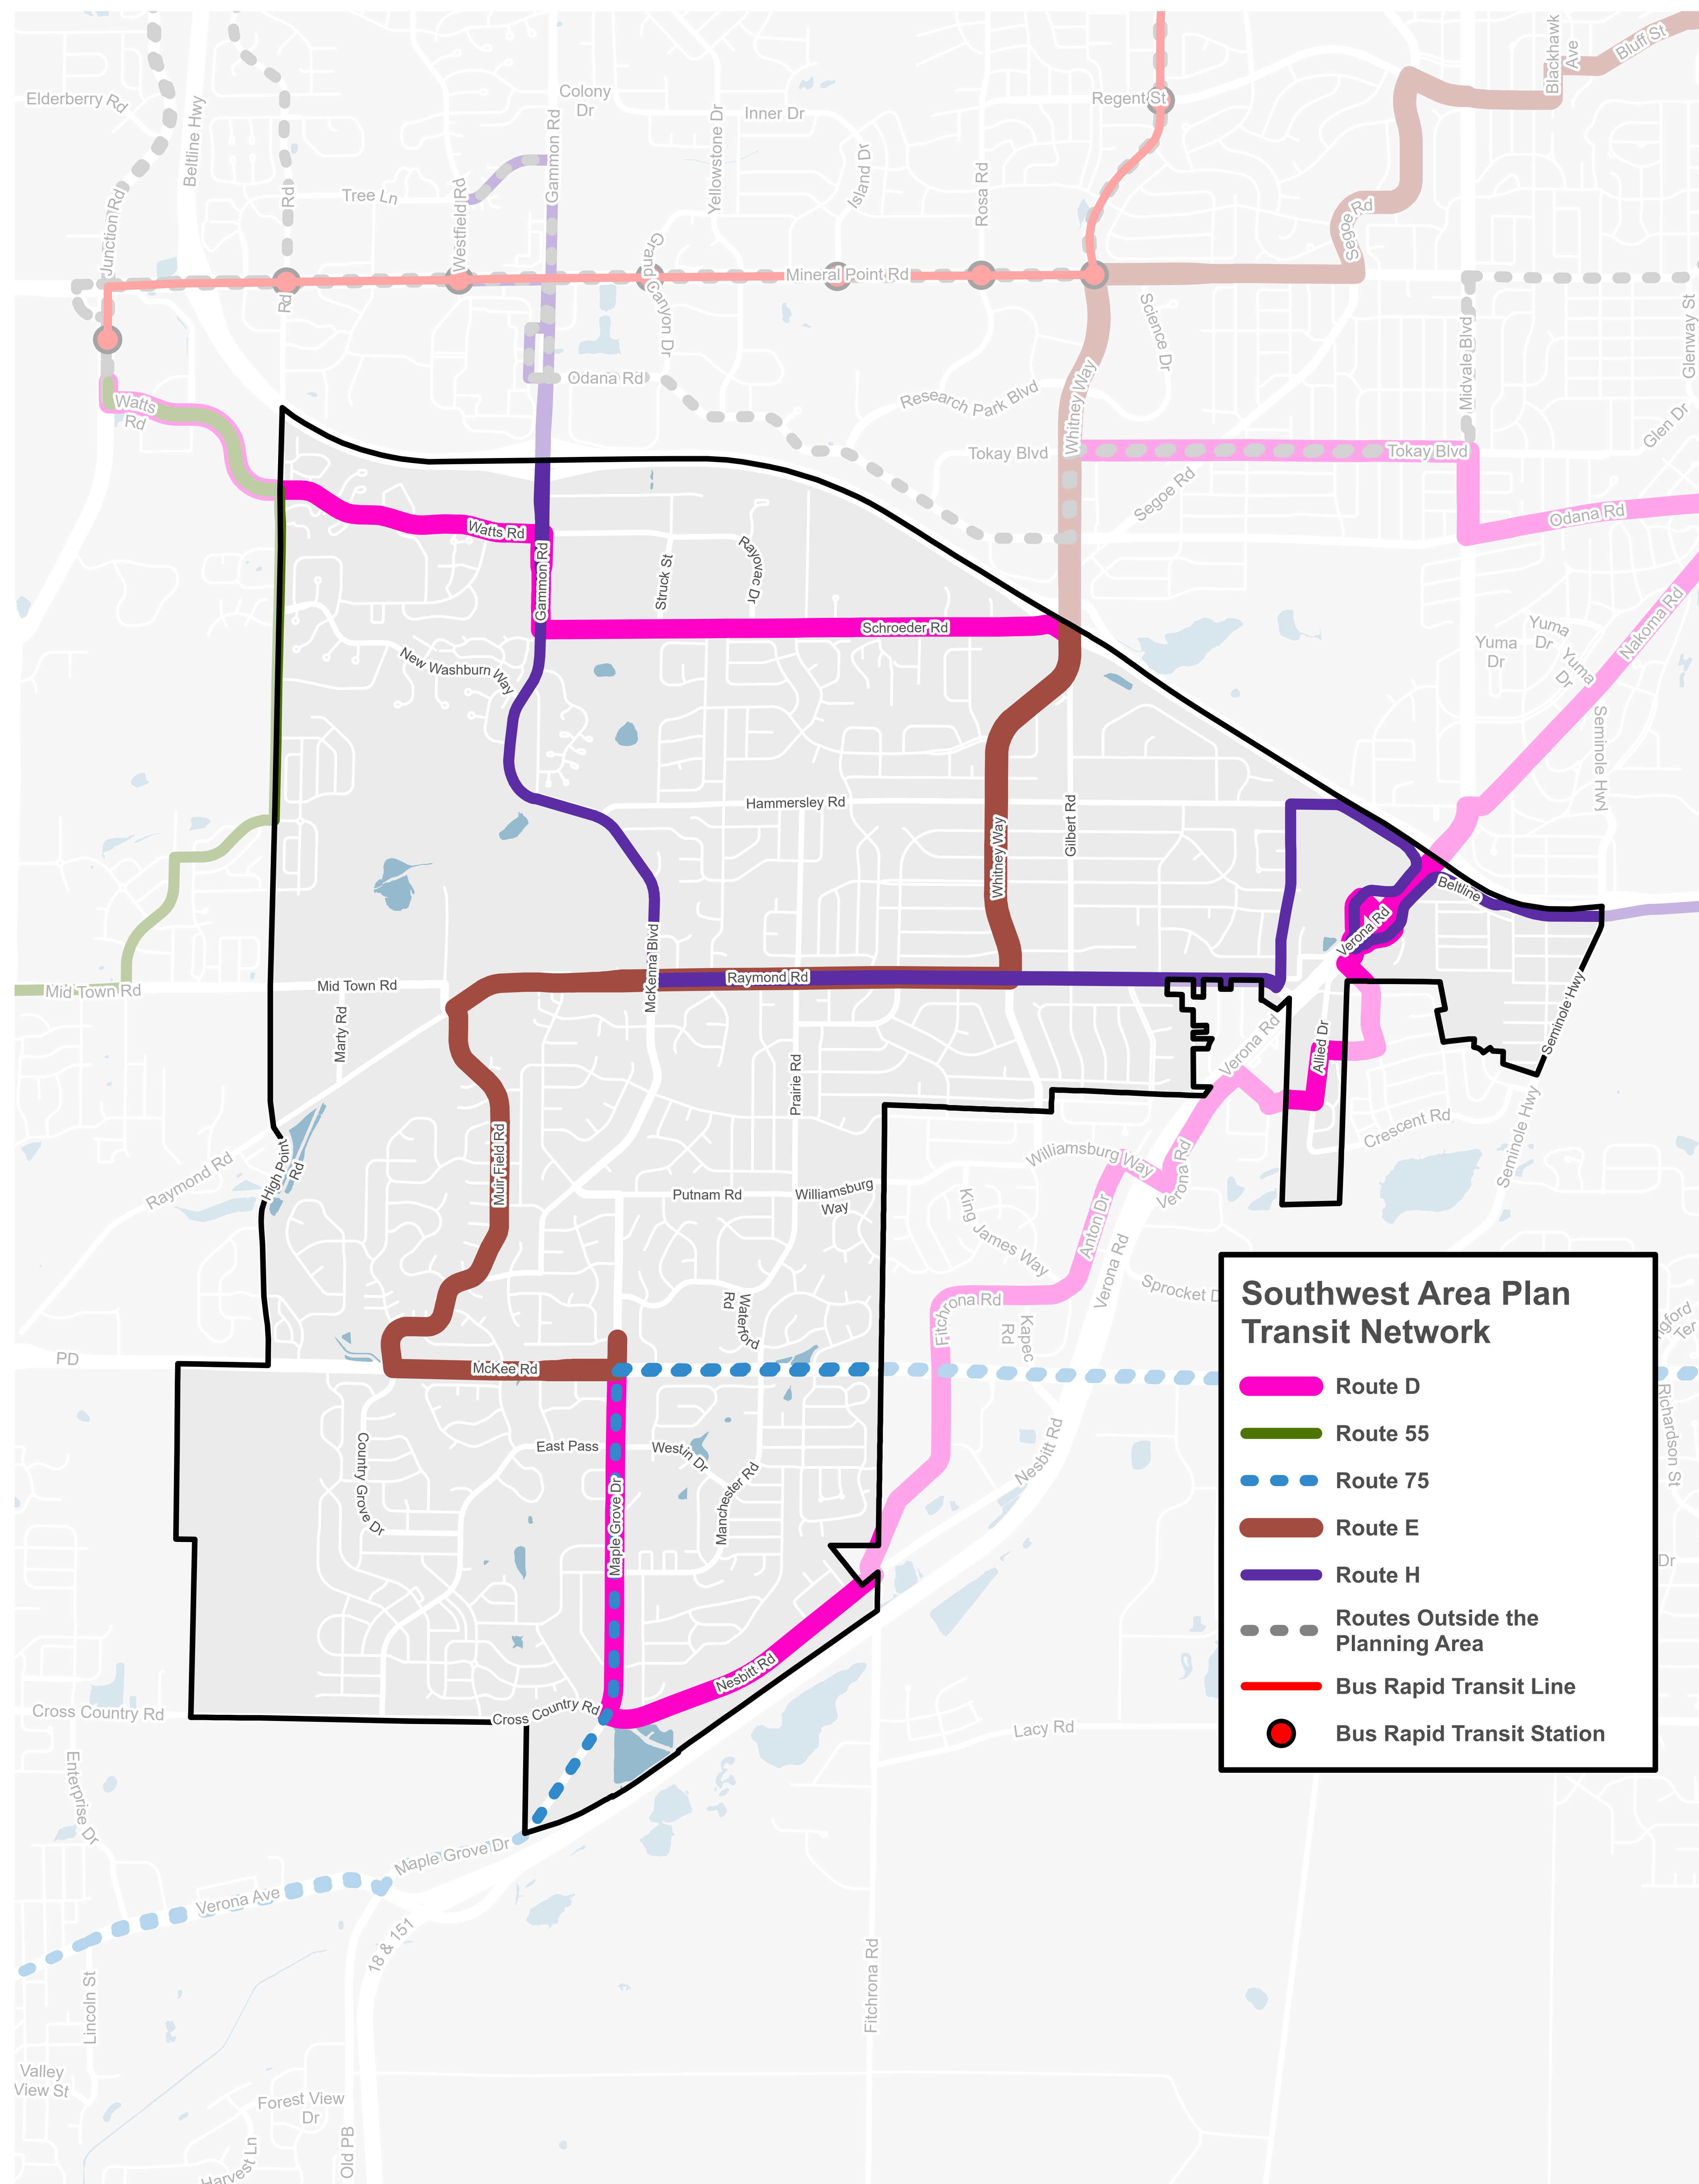 Blackhawk
Ave
Bluff St
Elderberry Rd
Beltline Hwy
Colony
Dr
Gammon Rd
Yellowstone Dr
Inner Dr
Island Dr
Regent St
Rosa Rd
Junction Rd
Rd
Tree Ln
Westfield Rd
Segoe Rd
Grand Canyon Dr
Mineral Point Rd
Rd
Science Dr
Midvale Blvd
Glenway St
Watts
Rd
Odana Rd
Research Park Blvd
Whitney Way
Glen Dr
Tokay Blvd
Tokay Blvd
Segoe Rd
Odana Rd
Watts Rd
Gammon Rd
Struck St
Rayovac Dr
Schroeder Rd
New Washburn Way
Yuma
Dr
Yuma
Dr
Yuma
Dr
Nakoma Rd
Seminole Hwy
Hammersley Rd
Gilbert Rd
Whitney Way
Beltline
Verona Rd
McKenna Blvd
Raymond Rd
Mid Town Rd
Mid Town Rd
Marty Rd
Seminole Hwy
Verona Rd
Allied Dr
Prairie Rd
Muir Field Rd
High Point
Rd
Raymond Rd
Crescent Rd
Seminole Hwy
Williamsburg Way
Verona Rd
Putnam Rd
Williamsburg
Way
King James Way
Anton Dr
Verona Rd
Sprocket D
Fitchrona Rd
Kapec
Rd
Waterford
Rd
PD
McKee Rd
ngford
Ter
Richardson St
Dr
Country Grove Dr
East Pass
Westin Dr
Manchester Rd
Maple Grove Dr
Nesbitt Rd
Nesbitt Rd
Cross Country Rd
Cross Country Rd
Lacy Rd
Enterprise Dr
Maple Grove Dr
Verona Ave
18 & 151
Lincoln St
Fitchrona Rd
Valley
View St
Forest View
Dr
Harvest Ln
Old PB
Southwest Area Plan
Transit Network
Route D
Route 55
Route 75
Route E
Route H
Routes Outside the
Planning Area
Bus Rapid Transit Line
Bus Rapid Transit Station